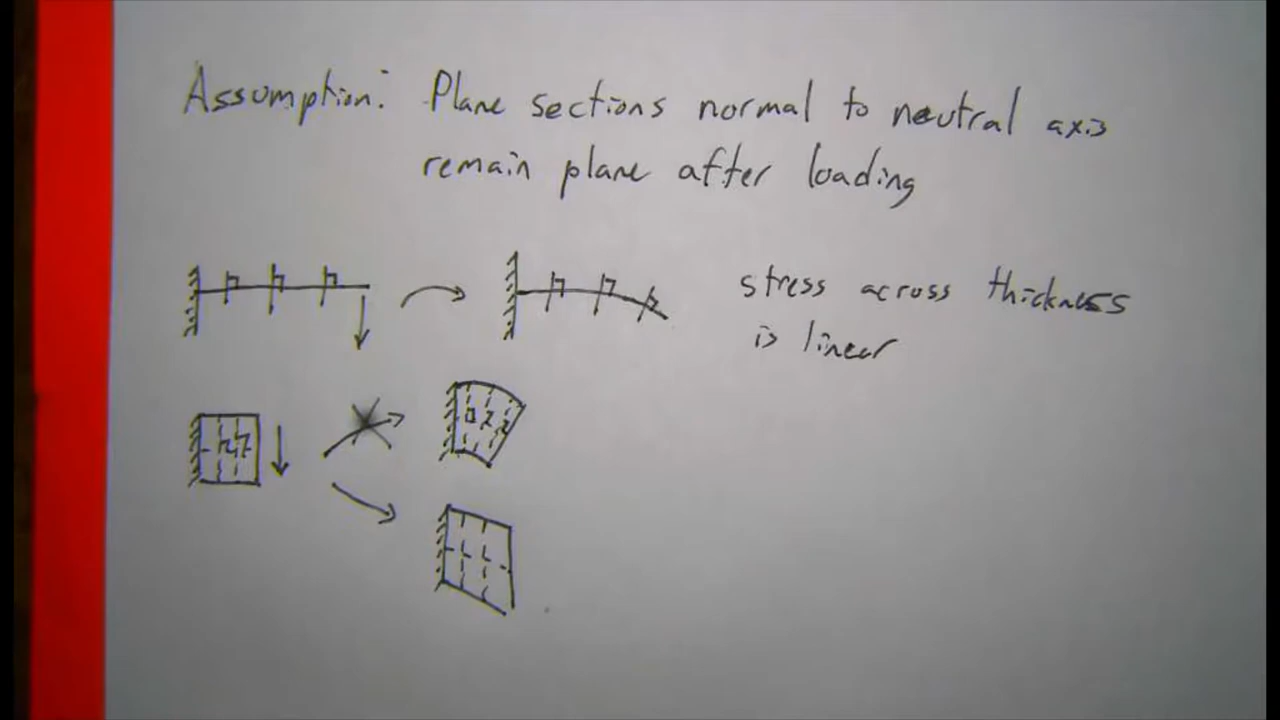 Assumption: Plane sections normal to neutral axis
remain plane after loading
stress across thickness
is linear